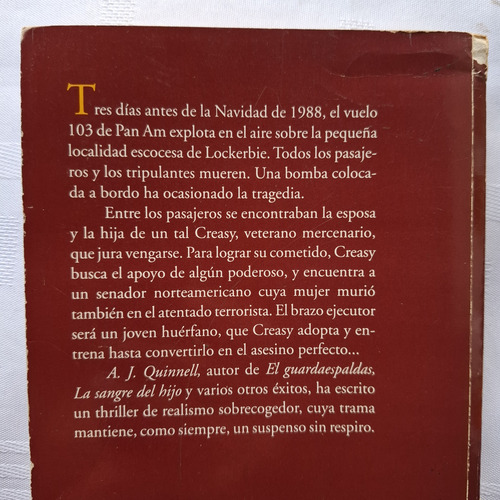 Tres días antes de la Navidad de 1988, el vuelo
103 de Pan Am explota en el aire sobre la pequeña
localidad escocesa de Lockerbie. Todos los pasaje-
ros y los tripulantes mueren. Una bomba coloca-
da a bordo ha ocasionado la tragedia.
Entre los pasajeros se encontraban la esposa
y la hija de un tal Creasy, veterano mercenario,
que jura vengarse. Para lograr su cometido, Creasy
busca el apoyo de algún poderoso, y encuentra a
un senador norteamericano cuya mujer murió
también en el atentado terrorista. El brazo ejecutor
será un joven huérfano, que Creasy adopta y en-
trena hasta convertirlo en el asesino perfecto...
A. J. Quinnell, autor de El guardaespaldas,
La sangre del hijo y varios otros éxitos, ha escrito
un thriller de realismo sobrecogedor, cuya trama
mantiene, como siempre, un suspenso sin respiro.